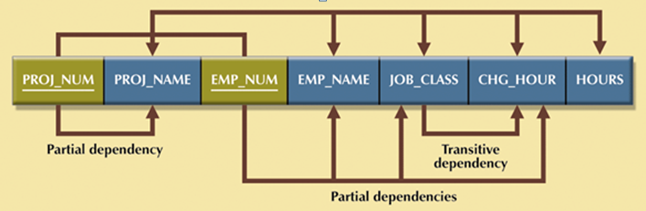 PROJ_NUM PROJ_NAME EMP_NUM EMP_NAME JOB_CLASS CHG_HOUR HOURS
Partial dependency
Transitive
dependency
Partial dependencies